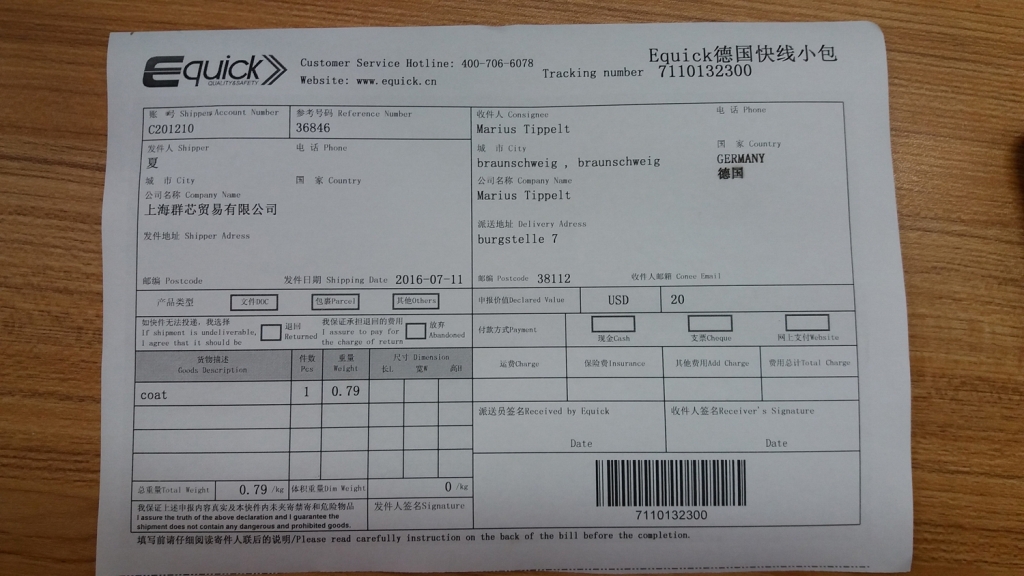 Equick
QUALITY&SAFETY
Customer Service Hotline: 400-706-6078
Website: www.equick.cn
Equick德国快线小包
Tracking number 7110132300
账 号 Shippers Account Number
C201210
参考号码 Reference Number
36846
发件人 Shipper
夏
电 话 Phone
城 市 City
国 家 Country
公司名称 Company Name
上海群芯贸易有限公司
发件地址 Shipper Adress
邮编 Postcode
发件日期 Shipping Date 2016-07-11
收件人 Consignee
Marius Tippelt
电 话 Phone
城 市 City
braunschweig , braunschweig
国 家 Country
GERMANY
德国
公司名称 Company Name
Marius Tippelt
派送地址 Delivery Adress
burgstelle 7
邮编 Postcode 38112
收件人邮箱 Conee Email
产品类型
文件DOC
包裹Parcel
其他Others
申报价值Declared Value
USD
20
如快件无法投递，我选择
If shipment is undeliverable,
I agree that it should be
退回
Returned
我保证承担退回的费用
I assure to pay for
the charge of return
放弃
Abandoned
付款方式Payment
现金Cash
支票Cheque
网上支付Website
货物描述
Goods Description
件数
Pcs
重量
Weight
尺寸 Dimension
长L
宽W
高H
运费Charge
保险费Insurance
其他费用Add Charge
费用总计Total Charge
coat
1
0.79
派送员签名Received by Equick
Date
收件人签名Receiver's Signature
Date
总重量Total Weight
0.79 /kg
体积重量Dim Weight
0 /kg
我保证上述申报内容真实及本快件内未夹寄禁寄和危险物品
I assure the truth of the above declaration and I guarantee the
shipment does not contain any dangerous and prohibited goods.
发件人签名Signature
7110132300
填写前请仔细阅读寄件人联后的说明/Please read carefully instruction on the back of the bill before the completion.